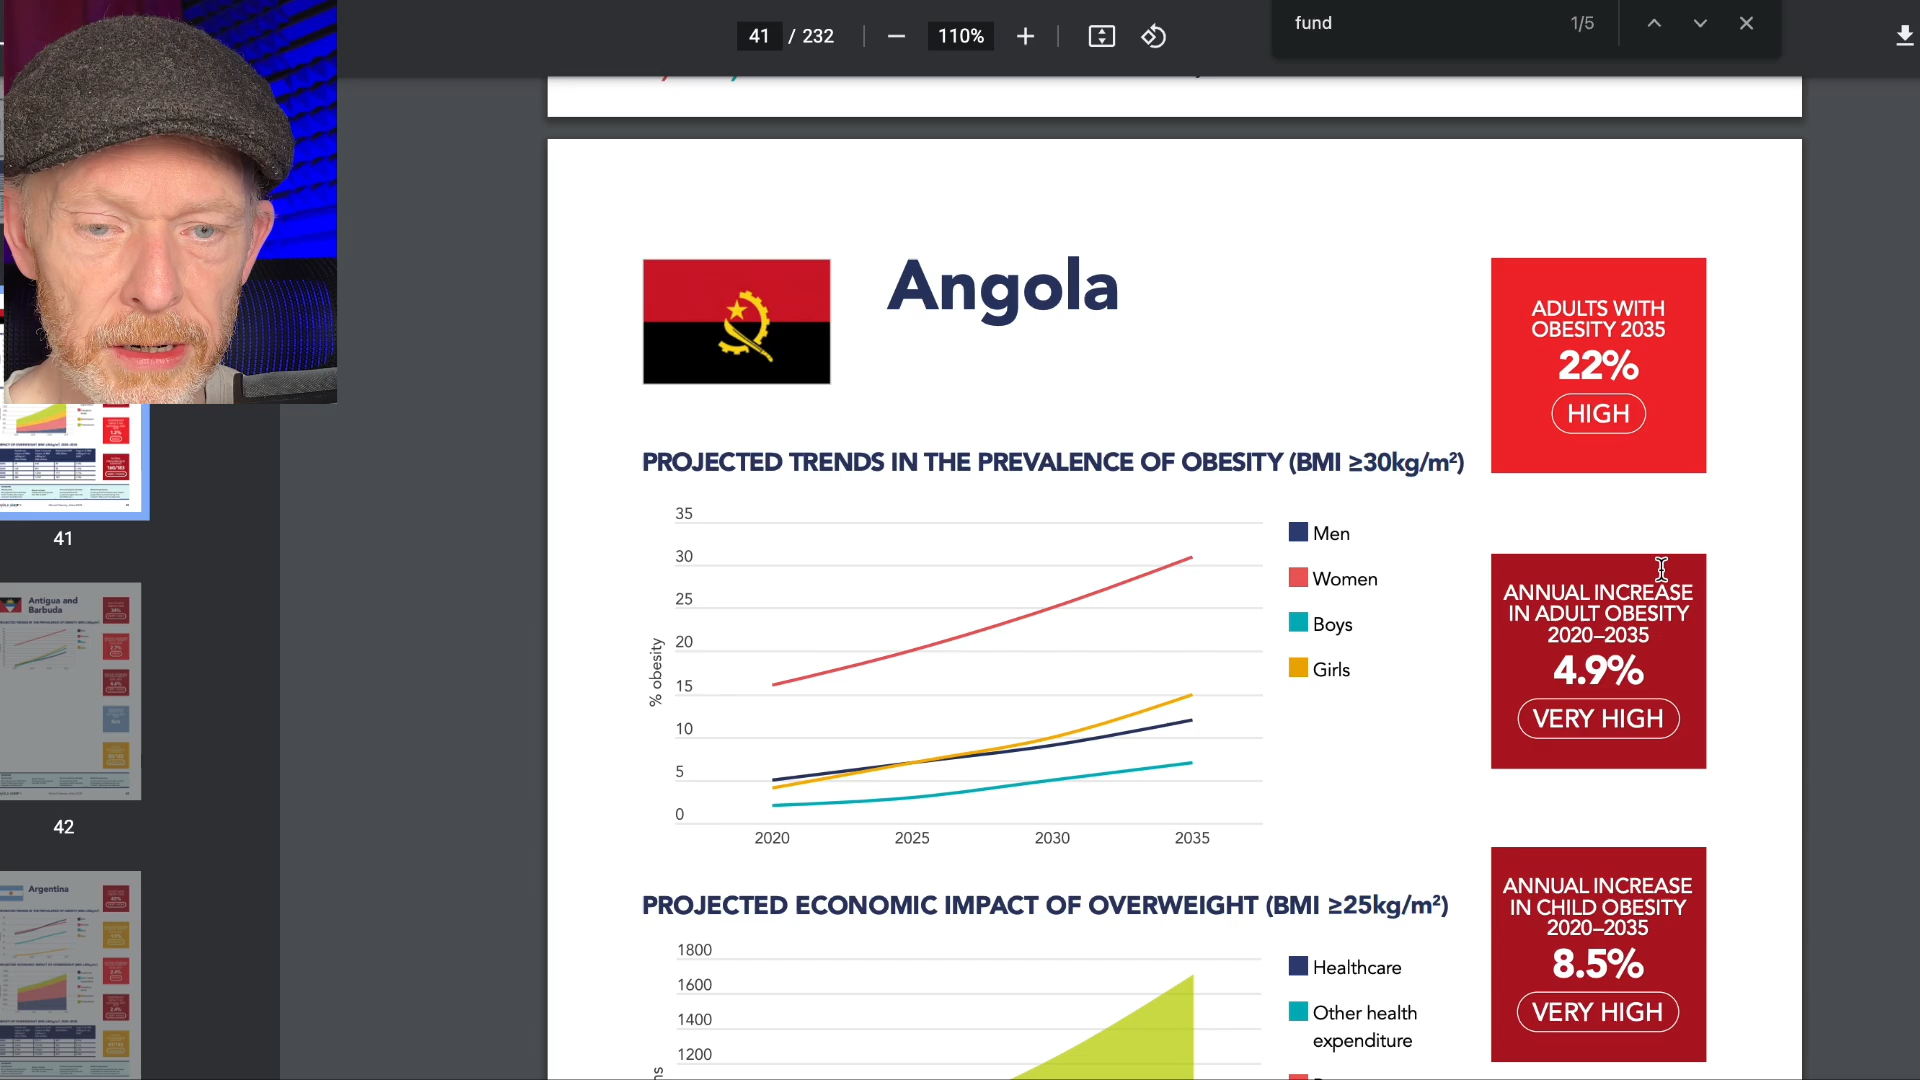 41 / 232
110%
fund
1/5
Angola
ADULTS WITH
OBESITY 2035
22%
HIGH
PROJECTED TRENDS IN THE PREVALENCE OF OBESITY (BMI ≥30kg/m²)
35
30
25
20
15
10
5
0
% obesity
2020
2025
2030
2035
Men
Women
Boys
Girls
ANNUAL INCREASE
IN ADULT OBESITY
2020–2035
4.9%
VERY HIGH
PROJECTED ECONOMIC IMPACT OF OVERWEIGHT (BMI ≥25kg/m²)
1800
1600
1400
1200
Healthcare
Other health
expenditure
ANNUAL INCREASE
IN CHILD OBESITY
2020–2035
8.5%
VERY HIGH
41
Antigua and
Barbuda
42
Argentina